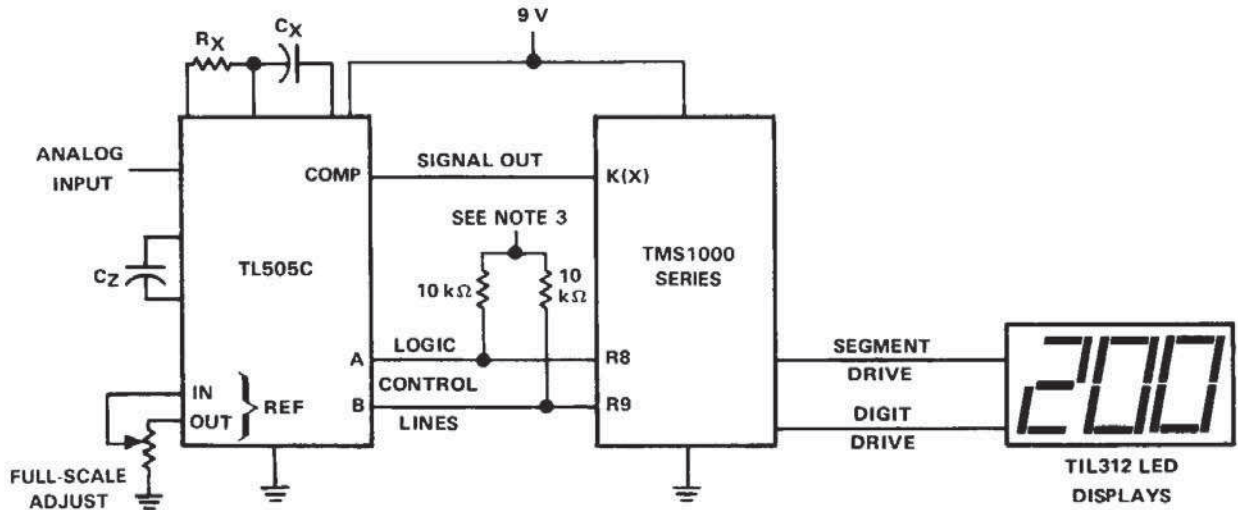 9 V
RX
CX
ANALOG
INPUT
COMP
SIGNAL OUT
K(X)
SEE NOTE 3
TL505C
TMS1000
SERIES
CZ
10 kΩ
10
kΩ
A
LOGIC
R8
CONTROL
B
LINES
R9
SEGMENT
DRIVE
DIGIT
DRIVE
200
IN
OUT
REF
FULL-SCALE
ADJUST
TIL312 LED
DISPLAYS